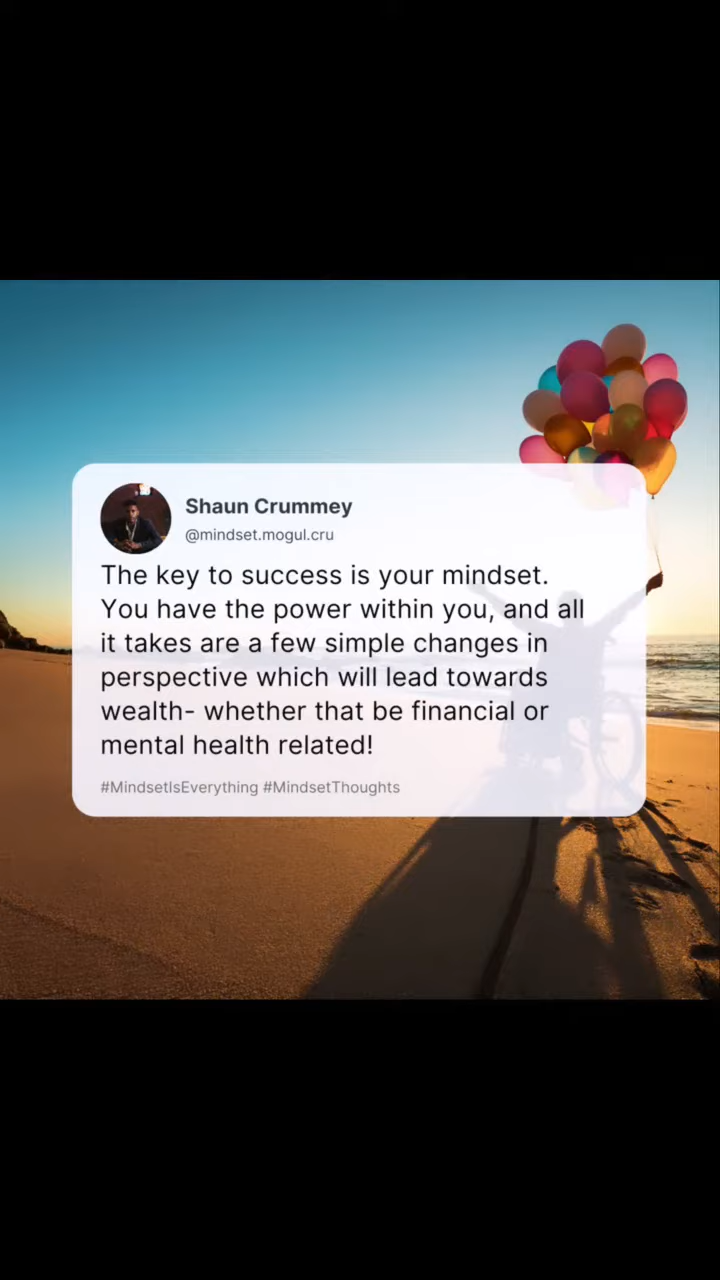 Shaun Crummey
@mindset.mogul.cru
The key to success is your mindset.
You have the power within you, and all
it takes are a few simple changes in
perspective which will lead towards
wealth- whether that be financial or
mental health related!
#MindsetIsEverything #MindsetThoughts